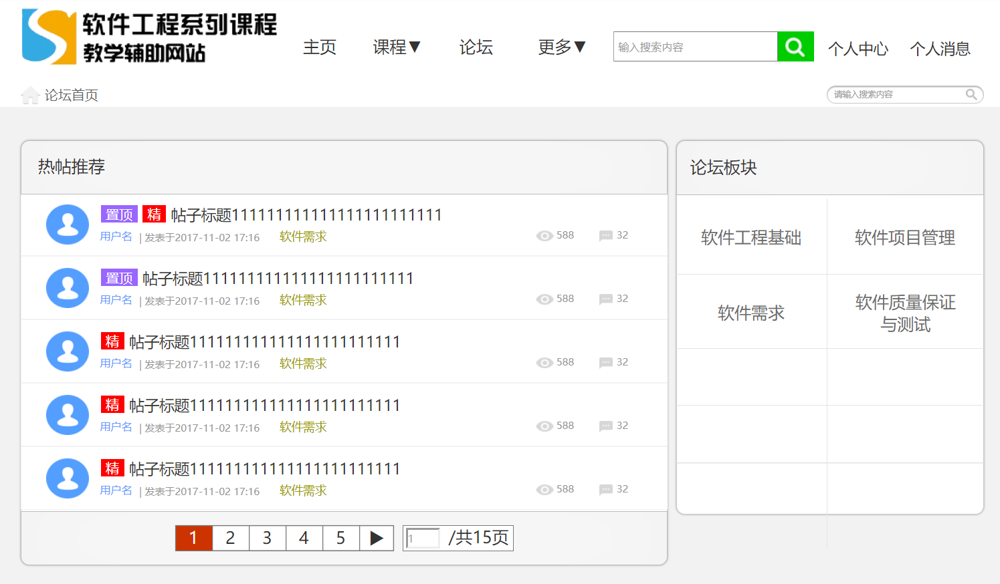 软件工程系列课程
教学辅助网站
主页 课程▼ 论坛 更多▼ 输入搜索内容 个人中心 个人消息
论坛首页 请输入搜索内容
热帖推荐
置顶 精 帖子标题111111111111111111111111
用户名 | 发表于2017-11-02 17:16 软件需求 588 32
置顶 帖子标题111111111111111111111111
用户名 | 发表于2017-11-02 17:16 软件需求 588 32
精 帖子标题111111111111111111111111
用户名 | 发表于2017-11-02 17:16 软件需求 588 32
精 帖子标题111111111111111111111111
用户名 | 发表于2017-11-02 17:16 软件需求 588 32
精 帖子标题111111111111111111111111
用户名 | 发表于2017-11-02 17:16 软件需求 588 32
1 2 3 4 5 ▶ 1 /共15页
论坛板块
软件工程基础 软件项目管理
软件需求 软件质量保证
与测试